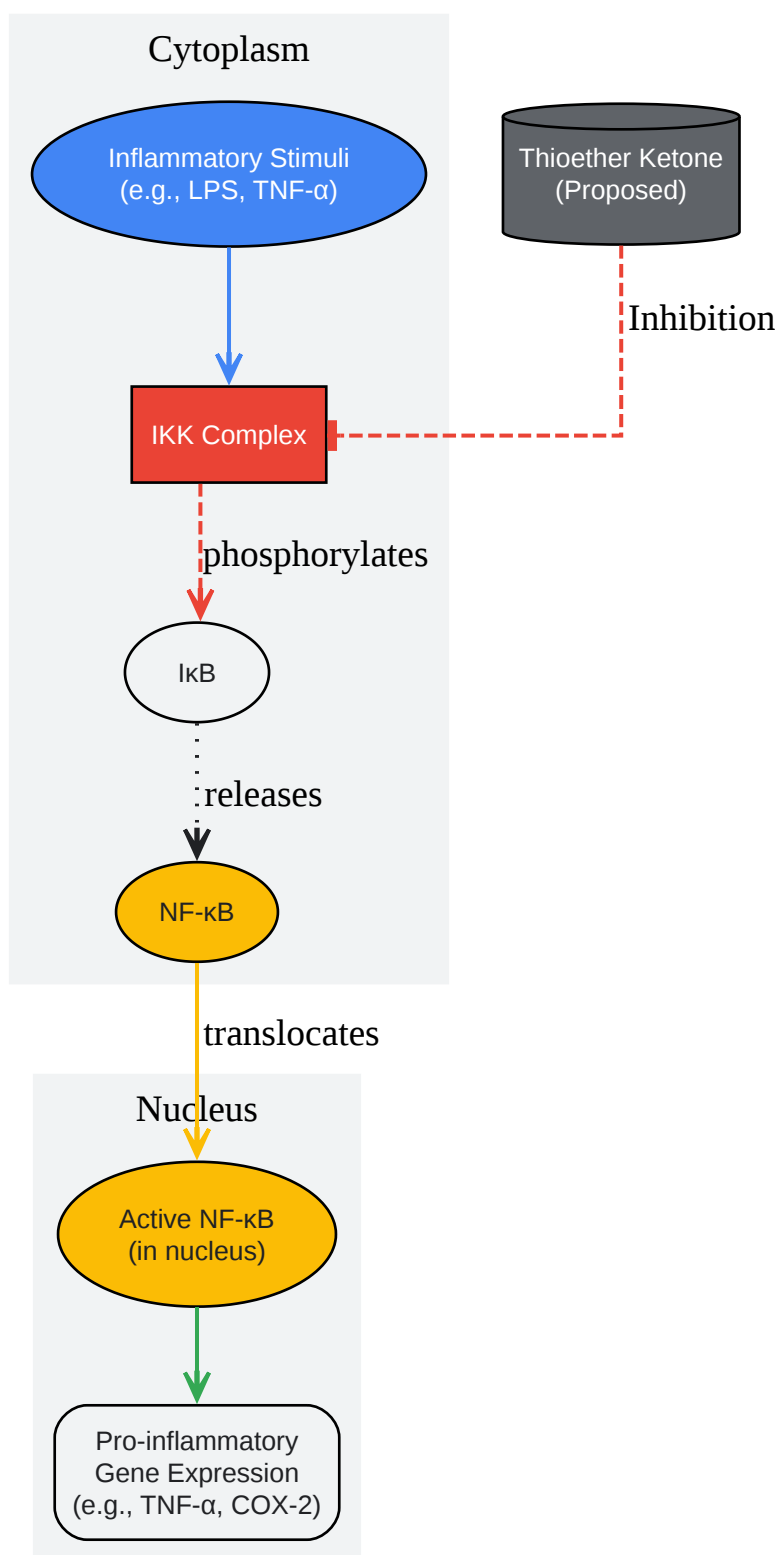 Cytoplasm
Inflammatory Stimuli
(e.g., LPS, TNF-α)
Thioether Ketone
(Proposed)
Inhibition
IKK Complex
phosphorylates
IκB
releases
NF-κB
translocates
Nucleus
Active NF-κB
(in nucleus)
Pro-inflammatory
Gene Expression
(e.g., TNF-α, COX-2)